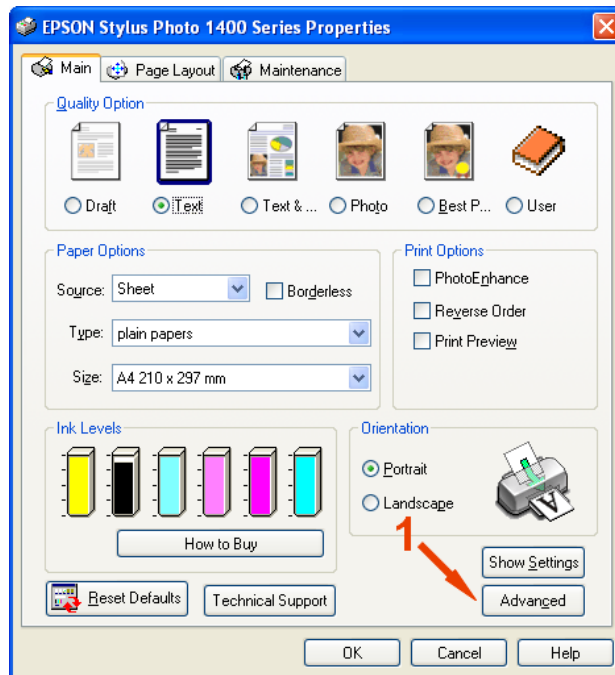 EPSON Stylus Photo 1400 Series Properties
Main Page Layout Maintenance
Quality Option
Draft Text Text & ... Photo Best P... User
Paper Options
Source: Sheet Borderless
Type: plain papers
Size: A4 210 x 297 mm
Print Options
PhotoEnhance
Reverse Order
Print Preview
Ink Levels
How to Buy
Orientation
Portrait
Landscape
A
1
Show Settings
Reset Defaults Technical Support Advanced
OK Cancel Help